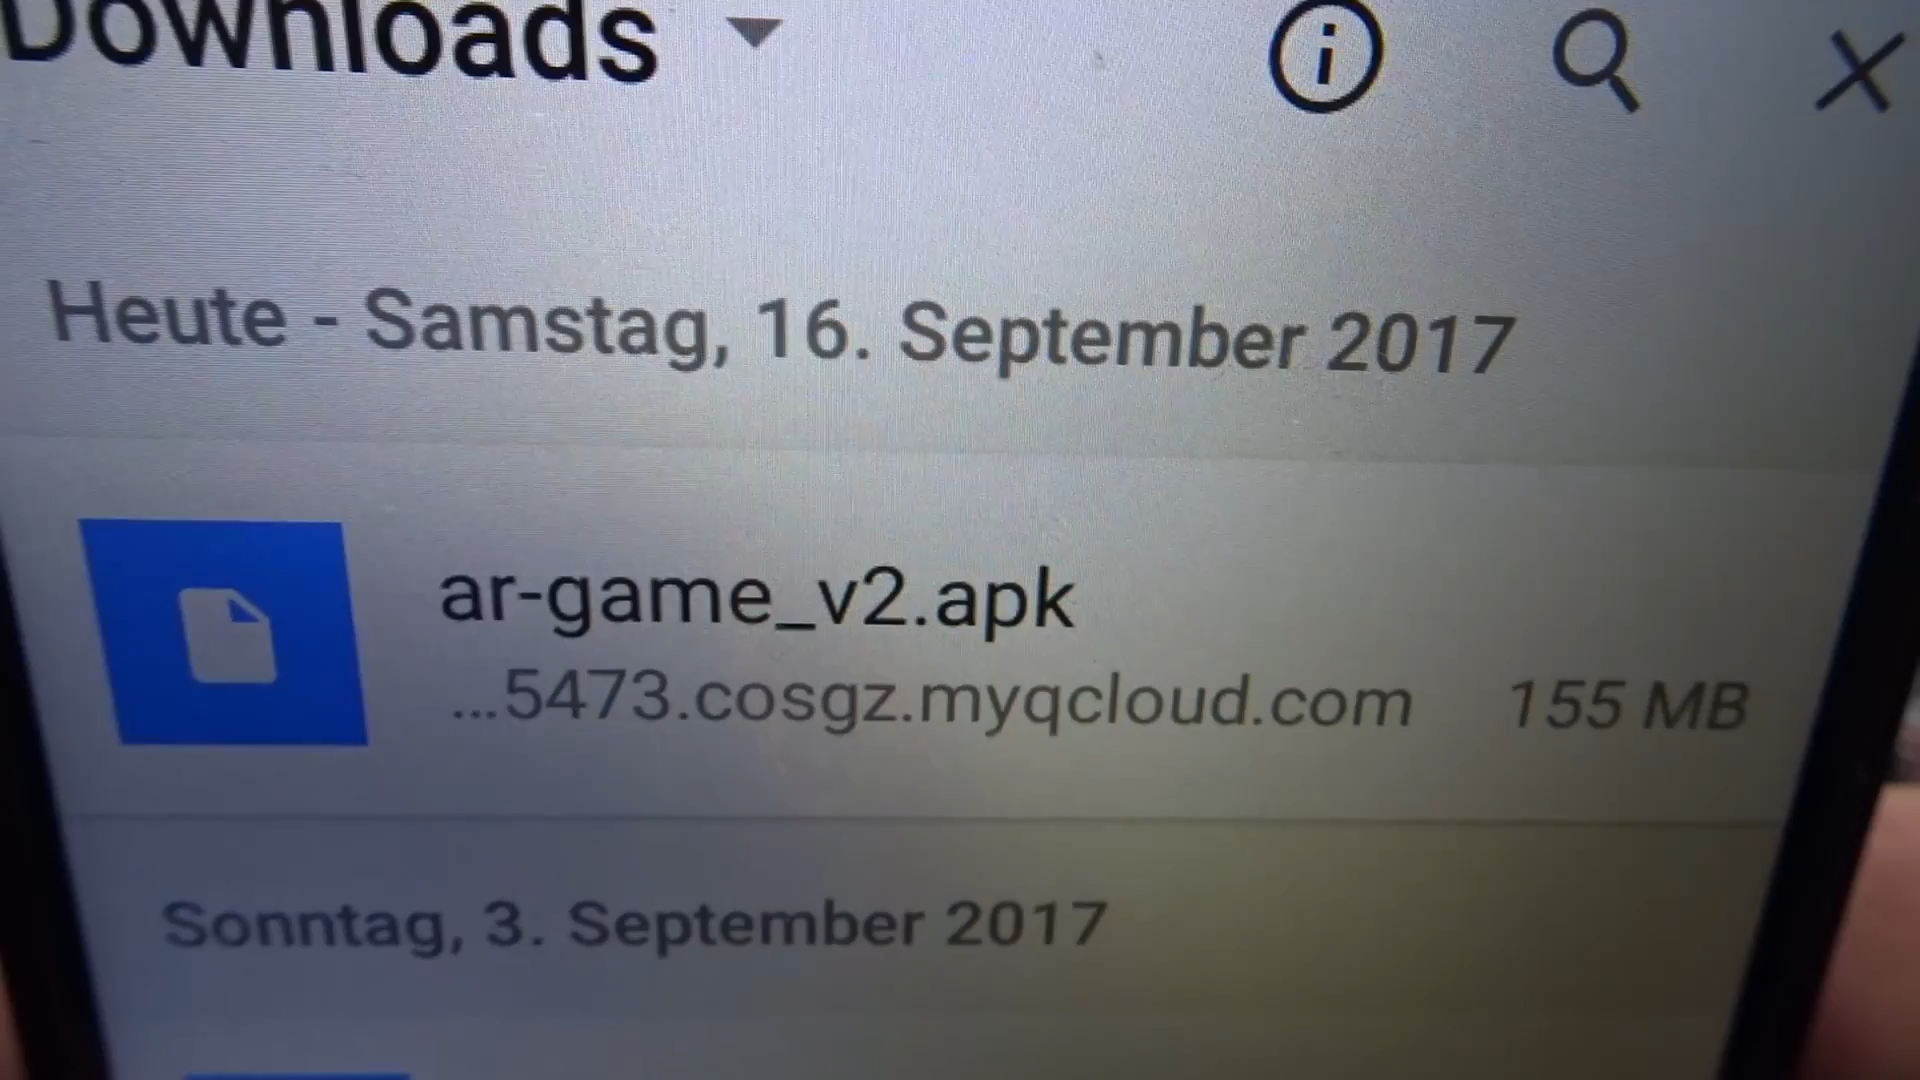 Downloads
Heute - Samstag, 16. September 2017
ar-game_v2.apk
...5473.cosgz.myqcloud.com 155 MB
Sonntag, 3. September 2017